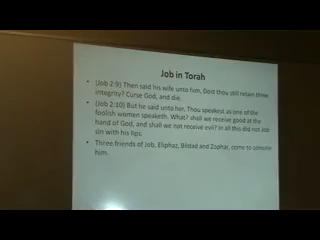 Job in Torah
• (Job 2:9) Then said his wife unto him, Dost thou still retain thine
integrity? Curse God, and die.
• (Job 2:10) But he said unto her, Thou speakest as one of the
foolish women speaketh. What? shall we receive good at the
hand of God, and shall we not receive evil? In all this did not Job
sin with his lips.
• Three friends of Job, Eliphaz, Bildad and Zophar, come to console
him.